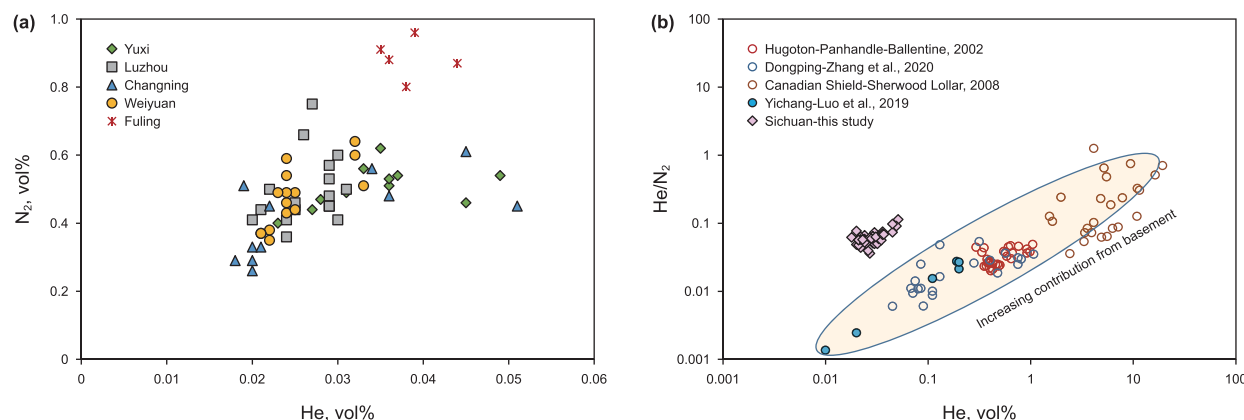 (a)
1.0
0.8
0.6
0.4
0.2
0
N2, vol%
Yuxi
Luzhou
Changning
Weiyuan
Fuling
0
0.01
0.02
0.03
0.04
0.05
0.06
He, vol%
(b)
100
10
1
0.1
0.01
0.001
He/N2
Hugoton-Panhandle-Ballentine, 2002
Dongping-Zhang et al., 2020
Canadian Shield-Sherwood Lollar, 2008
Yichang-Luo et al., 2019
Sichuan-this study
Increasing contribution from basement
0.001
0.01
0.1
1
10
100
He, vol%